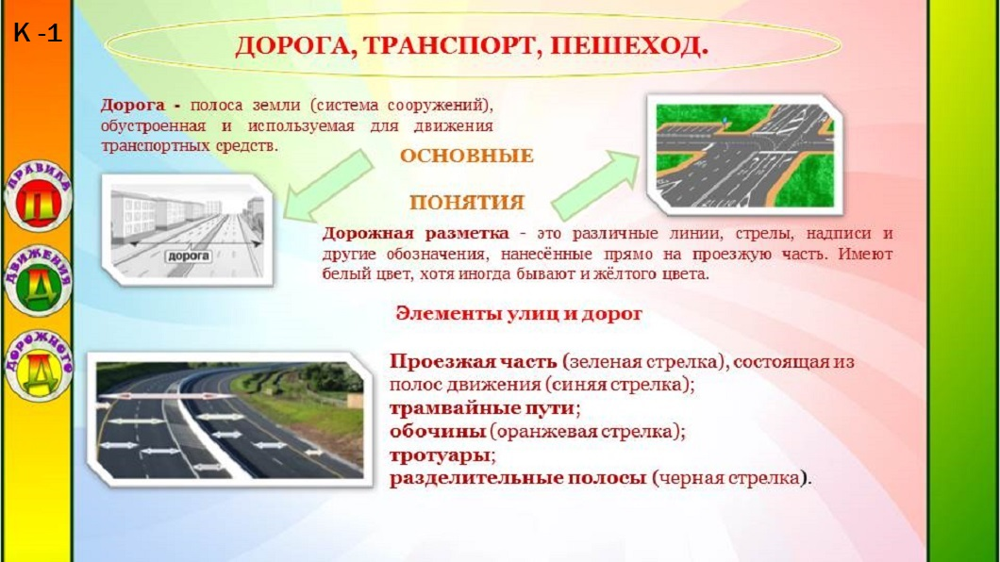 К -1
ДОРОГА, ТРАНСПОРТ, ПЕШЕХОД.
Дорога - полоса земли (система сооружений),
обустроенная и используемая для движения
транспортных средств.
ОСНОВНЫЕ
ПОНЯТИЯ
дорога
Дорожная разметка - это различные линии, стрелы, надписи и
другие обозначения, нанесённые прямо на проезжую часть. Имеют
белый цвет, хотя иногда бывают и жёлтого цвета.
Элементы улиц и дорог
Проезжая часть (зеленая стрелка), состоящая из
полос движения (синяя стрелка);
трамвайные пути;
обочины (оранжевая стрелка);
тротуары;
разделительные полосы (черная стрелка).
ПРАВИЛА
П
ДВИЖЕНИЯ
Д
ДОРОЖНОГО
Д